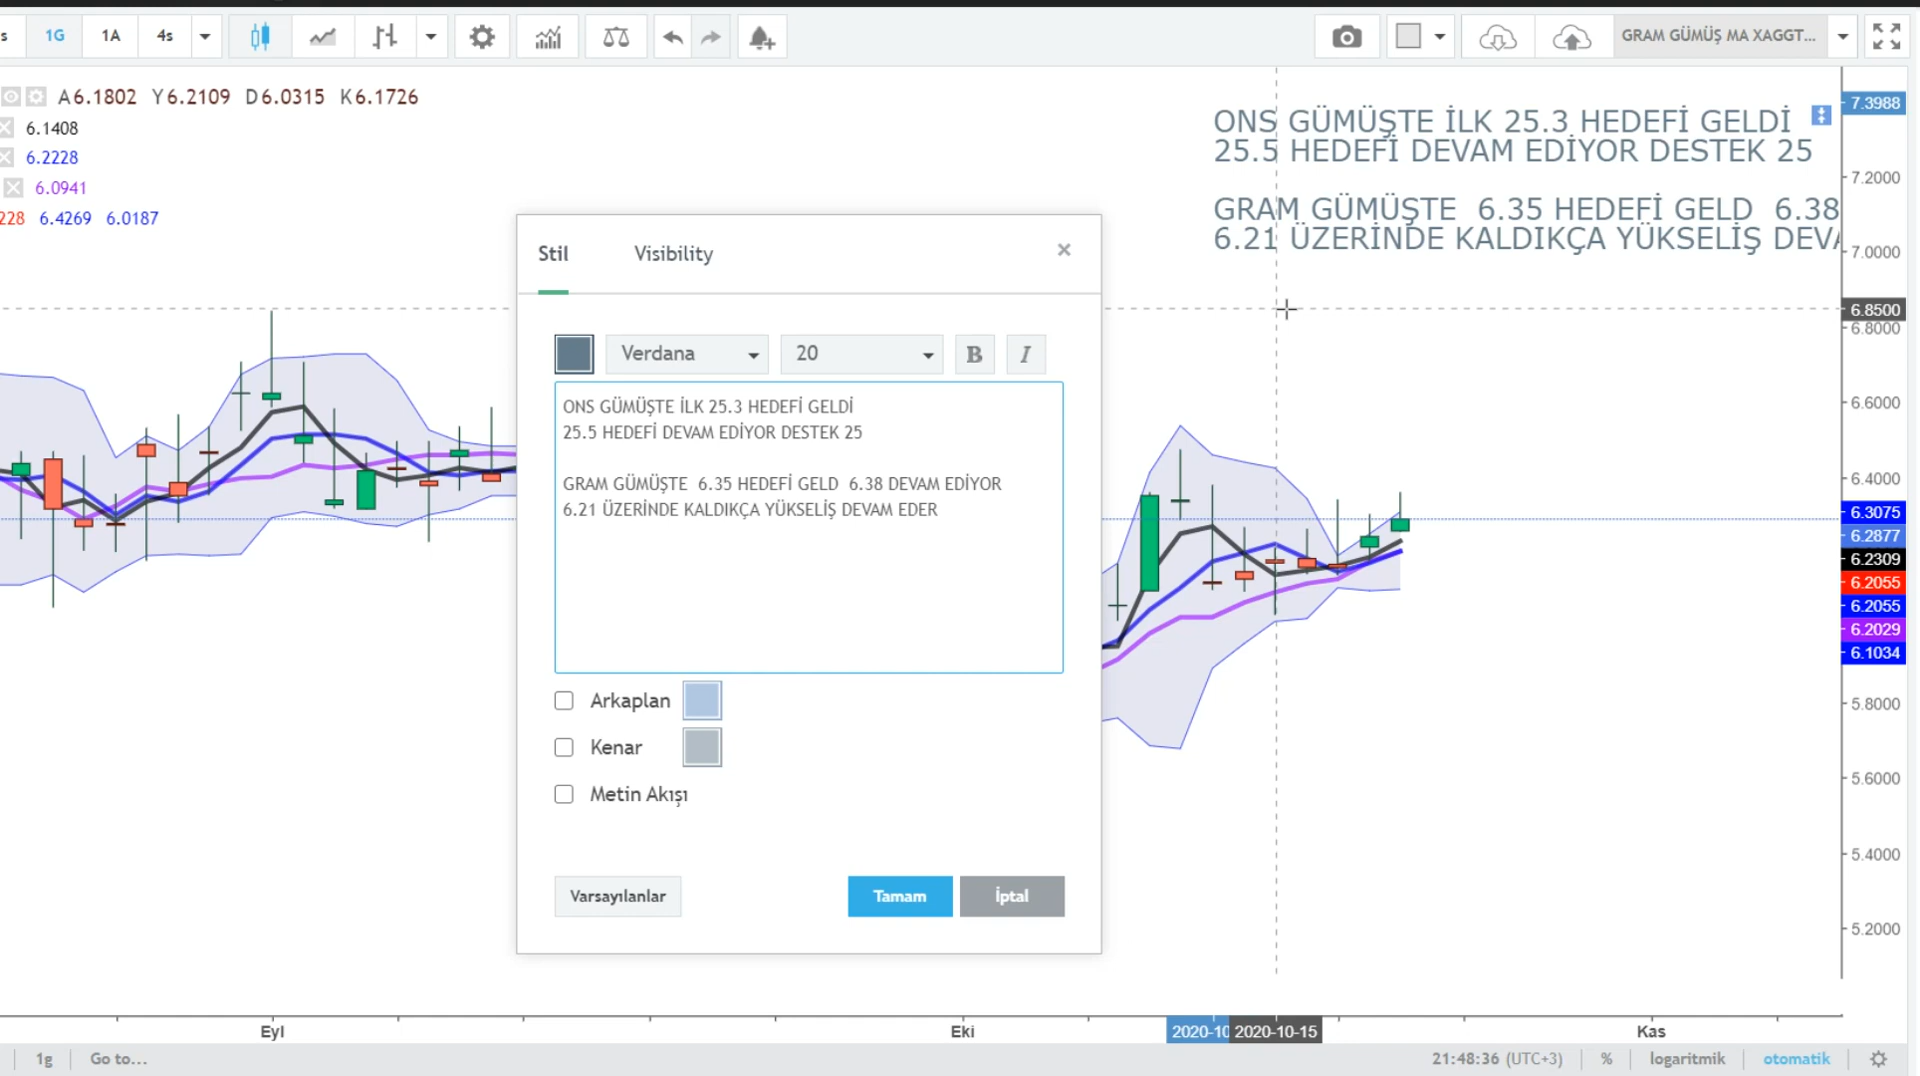 s 1G 1A 4s
GRAM GÜMÜŞ MA XAGGT...
A6.1802 Y6.2109 D6.0315 K6.1726
6.1408
6.2228
6.0941
228 6.4269 6.0187
ONS GÜMÜŞTE İLK 25.3 HEDEFİ GELDİ
25.5 HEDEFİ DEVAM EDİYOR DESTEK 25
GRAM GÜMÜŞTE 6.35 HEDEFİ GELD 6.38
6.21 ÜZERİNDE KALDIKÇA YÜKSELİŞ DEVA
Stil Visibility ×
Verdana 20 B I
ONS GÜMÜŞTE İLK 25.3 HEDEFİ GELDİ
25.5 HEDEFİ DEVAM EDİYOR DESTEK 25
GRAM GÜMÜŞTE 6.35 HEDEFİ GELD 6.38 DEVAM EDİYOR
6.21 ÜZERİNDE KALDIKÇA YÜKSELİŞ DEVAM EDER
Arkaplan
Kenar
Metin Akışı
Varsayılanlar Tamam İptal
7.3988
7.2000
7.0000
6.8500
6.8000
6.6000
6.4000
6.3075
6.2877
6.2309
6.2055
6.2055
6.2029
6.1034
5.8000
5.6000
5.4000
5.2000
Eyl Eki 2020-10 2020-10-15 Kas
1g Go to... 21:48:36 (UTC+3) % logaritmik otomatik